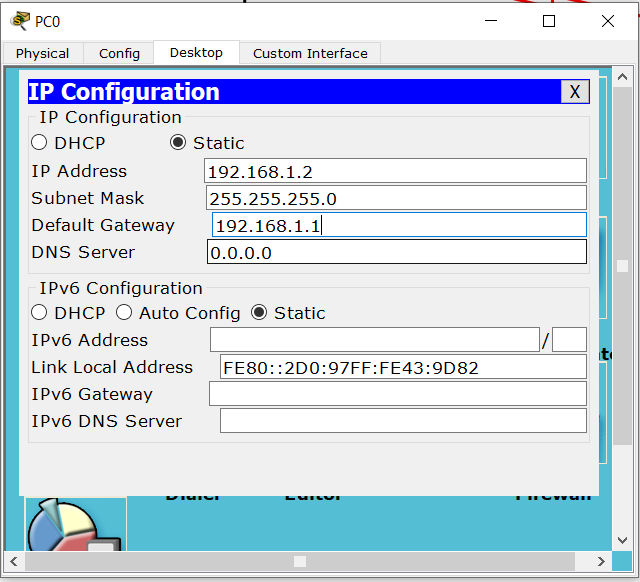 PC0
Physical Config Desktop Custom Interface
IP Configuration X
IP Configuration
DHCP Static
IP Address 192.168.1.2
Subnet Mask 255.255.255.0
Default Gateway 192.168.1.1
DNS Server 0.0.0.0
IPv6 Configuration
DHCP Auto Config Static
IPv6 Address /
Link Local Address FE80::2D0:97FF:FE43:9D82
IPv6 Gateway
IPv6 DNS Server
Dialer Editor Firewall